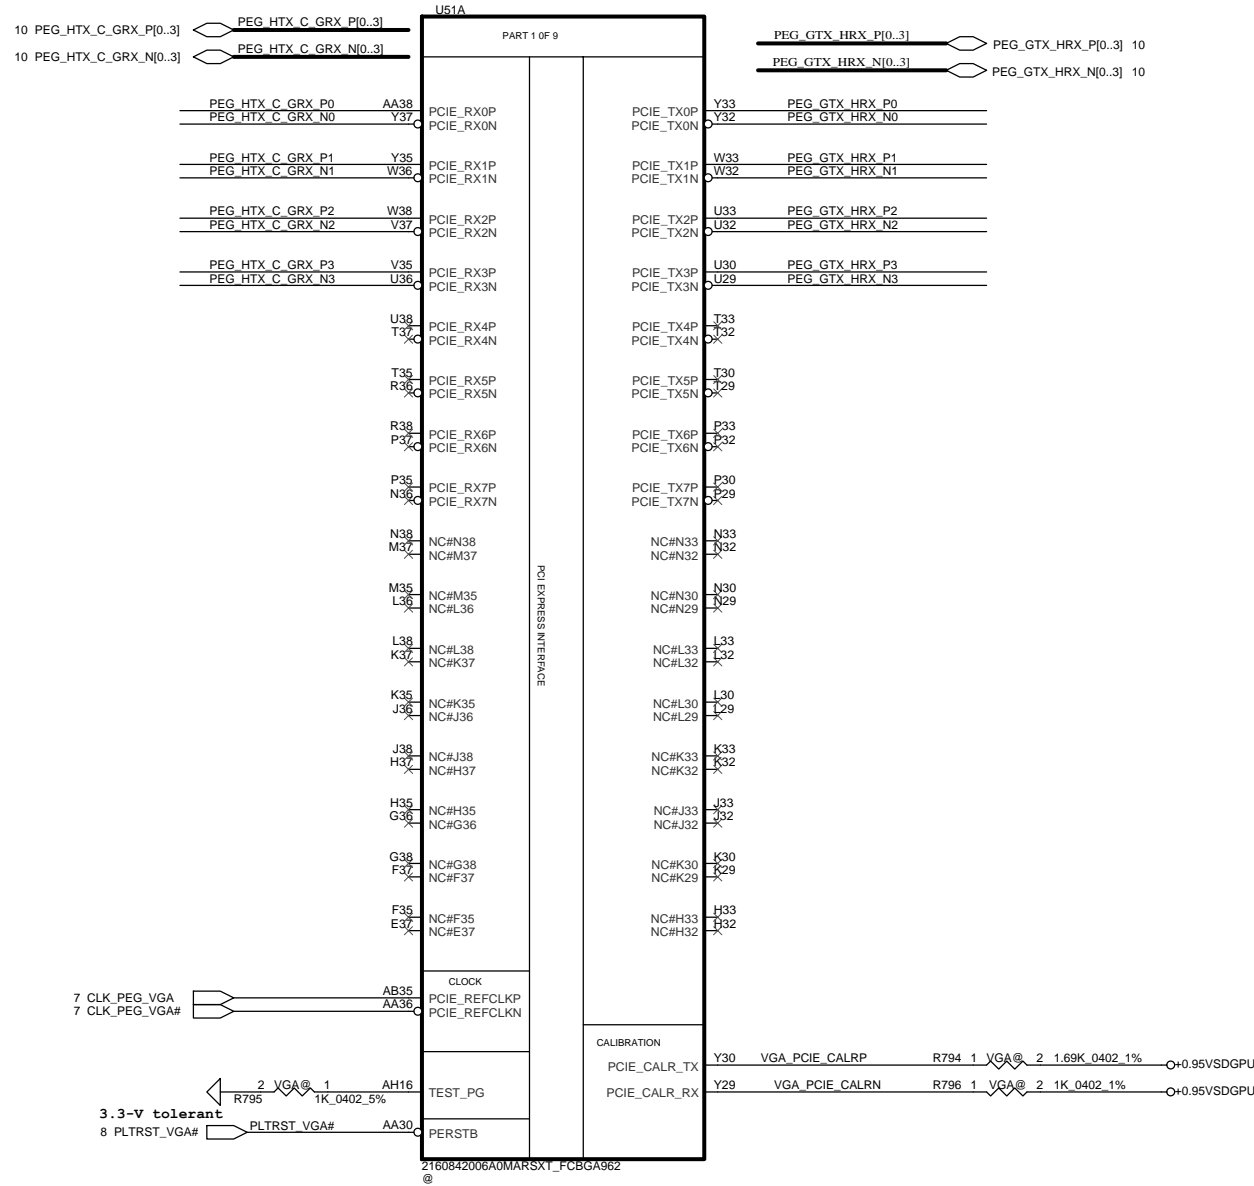 U51A
PART 1 0F 9
10 PEG_HTX_C_GRX_P[0..3] PEG_HTX_C_GRX_P[0..3]
10 PEG_HTX_C_GRX_N[0..3] PEG_HTX_C_GRX_N[0..3]
PEG_GTX_HRX_P[0..3] PEG_GTX_HRX_P[0..3] 10
PEG_GTX_HRX_N[0..3] PEG_GTX_HRX_N[0..3] 10
PEG_HTX_C_GRX_P0 AA38 PCIE_RX0P PCIE_TX0P Y33 PEG_GTX_HRX_P0
PEG_HTX_C_GRX_N0 Y37 PCIE_RX0N PCIE_TX0N Y32 PEG_GTX_HRX_N0
PEG_HTX_C_GRX_P1 Y35 PCIE_RX1P PCIE_TX1P W33 PEG_GTX_HRX_P1
PEG_HTX_C_GRX_N1 W36 PCIE_RX1N PCIE_TX1N W32 PEG_GTX_HRX_N1
PEG_HTX_C_GRX_P2 W38 PCIE_RX2P PCIE_TX2P U33 PEG_GTX_HRX_P2
PEG_HTX_C_GRX_N2 V37 PCIE_RX2N PCIE_TX2N U32 PEG_GTX_HRX_N2
PEG_HTX_C_GRX_P3 V35 PCIE_RX3P PCIE_TX3P U30 PEG_GTX_HRX_P3
PEG_HTX_C_GRX_N3 U36 PCIE_RX3N PCIE_TX3N U29 PEG_GTX_HRX_N3
U38 PCIE_RX4P PCIE_TX4P T33
T37 PCIE_RX4N PCIE_TX4N T32
T35 PCIE_RX5P PCIE_TX5P T30
R36 PCIE_RX5N PCIE_TX5N T29
R38 PCIE_RX6P PCIE_TX6P P33
P37 PCIE_RX6N PCIE_TX6N P32
P35 PCIE_RX7P PCIE_TX7P P30
N36 PCIE_RX7N PCIE_TX7N P29
N38 NC#N38 NC#N33 N33
M37 NC#M37 NC#N32 N32
PCI EXPRESS INTERFACE
M35 NC#M35 NC#N30 N30
L36 NC#L36 NC#N29 N29
L38 NC#L38 NC#L33 L33
K37 NC#K37 NC#L32 L32
K35 NC#K35 NC#L30 L30
J36 NC#J36 NC#L29 L29
J38 NC#J38 NC#K33 K33
H37 NC#H37 NC#K32 K32
H35 NC#H35 NC#J33 J33
G36 NC#G36 NC#J32 J32
G38 NC#G38 NC#K30 K30
F37 NC#F37 NC#K29 K29
F35 NC#F35 NC#H33 H33
E37 NC#E37 NC#H32 H32
CLOCK
7 CLK_PEG_VGA AB35 PCIE_REFCLKP
7 CLK_PEG_VGA# AA36 PCIE_REFCLKN
CALIBRATION
PCIE_CALR_TX Y30 VGA_PCIE_CALRP R794 1 VGA@ 2 1.69K_0402_1% +0.95VSDGPU
PCIE_CALR_RX Y29 VGA_PCIE_CALRN R796 1 VGA@ 2 1K_0402_1% +0.95VSDGPU
2 VGA@ 1 AH16 TEST_PG
R795 1K_0402_5%
3.3-V tolerant
8 PLTRST_VGA# PLTRST_VGA# AA30 PERSTB
2160842006A0MARSXT_FCBGA962
@